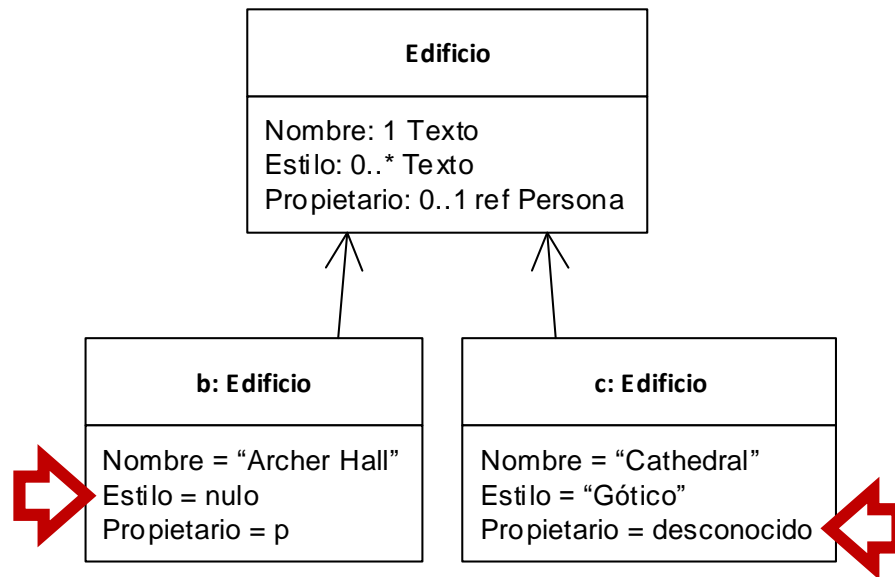 Edificio
Nombre: 1 Texto
Estilo: 0..* Texto
Propietario: 0..1 ref Persona
b: Edificio
Nombre = “Archer Hall”
Estilo = nulo
Propietario = p
c: Edificio
Nombre = “Cathedral”
Estilo = “Gótico”
Propietario = desconocido